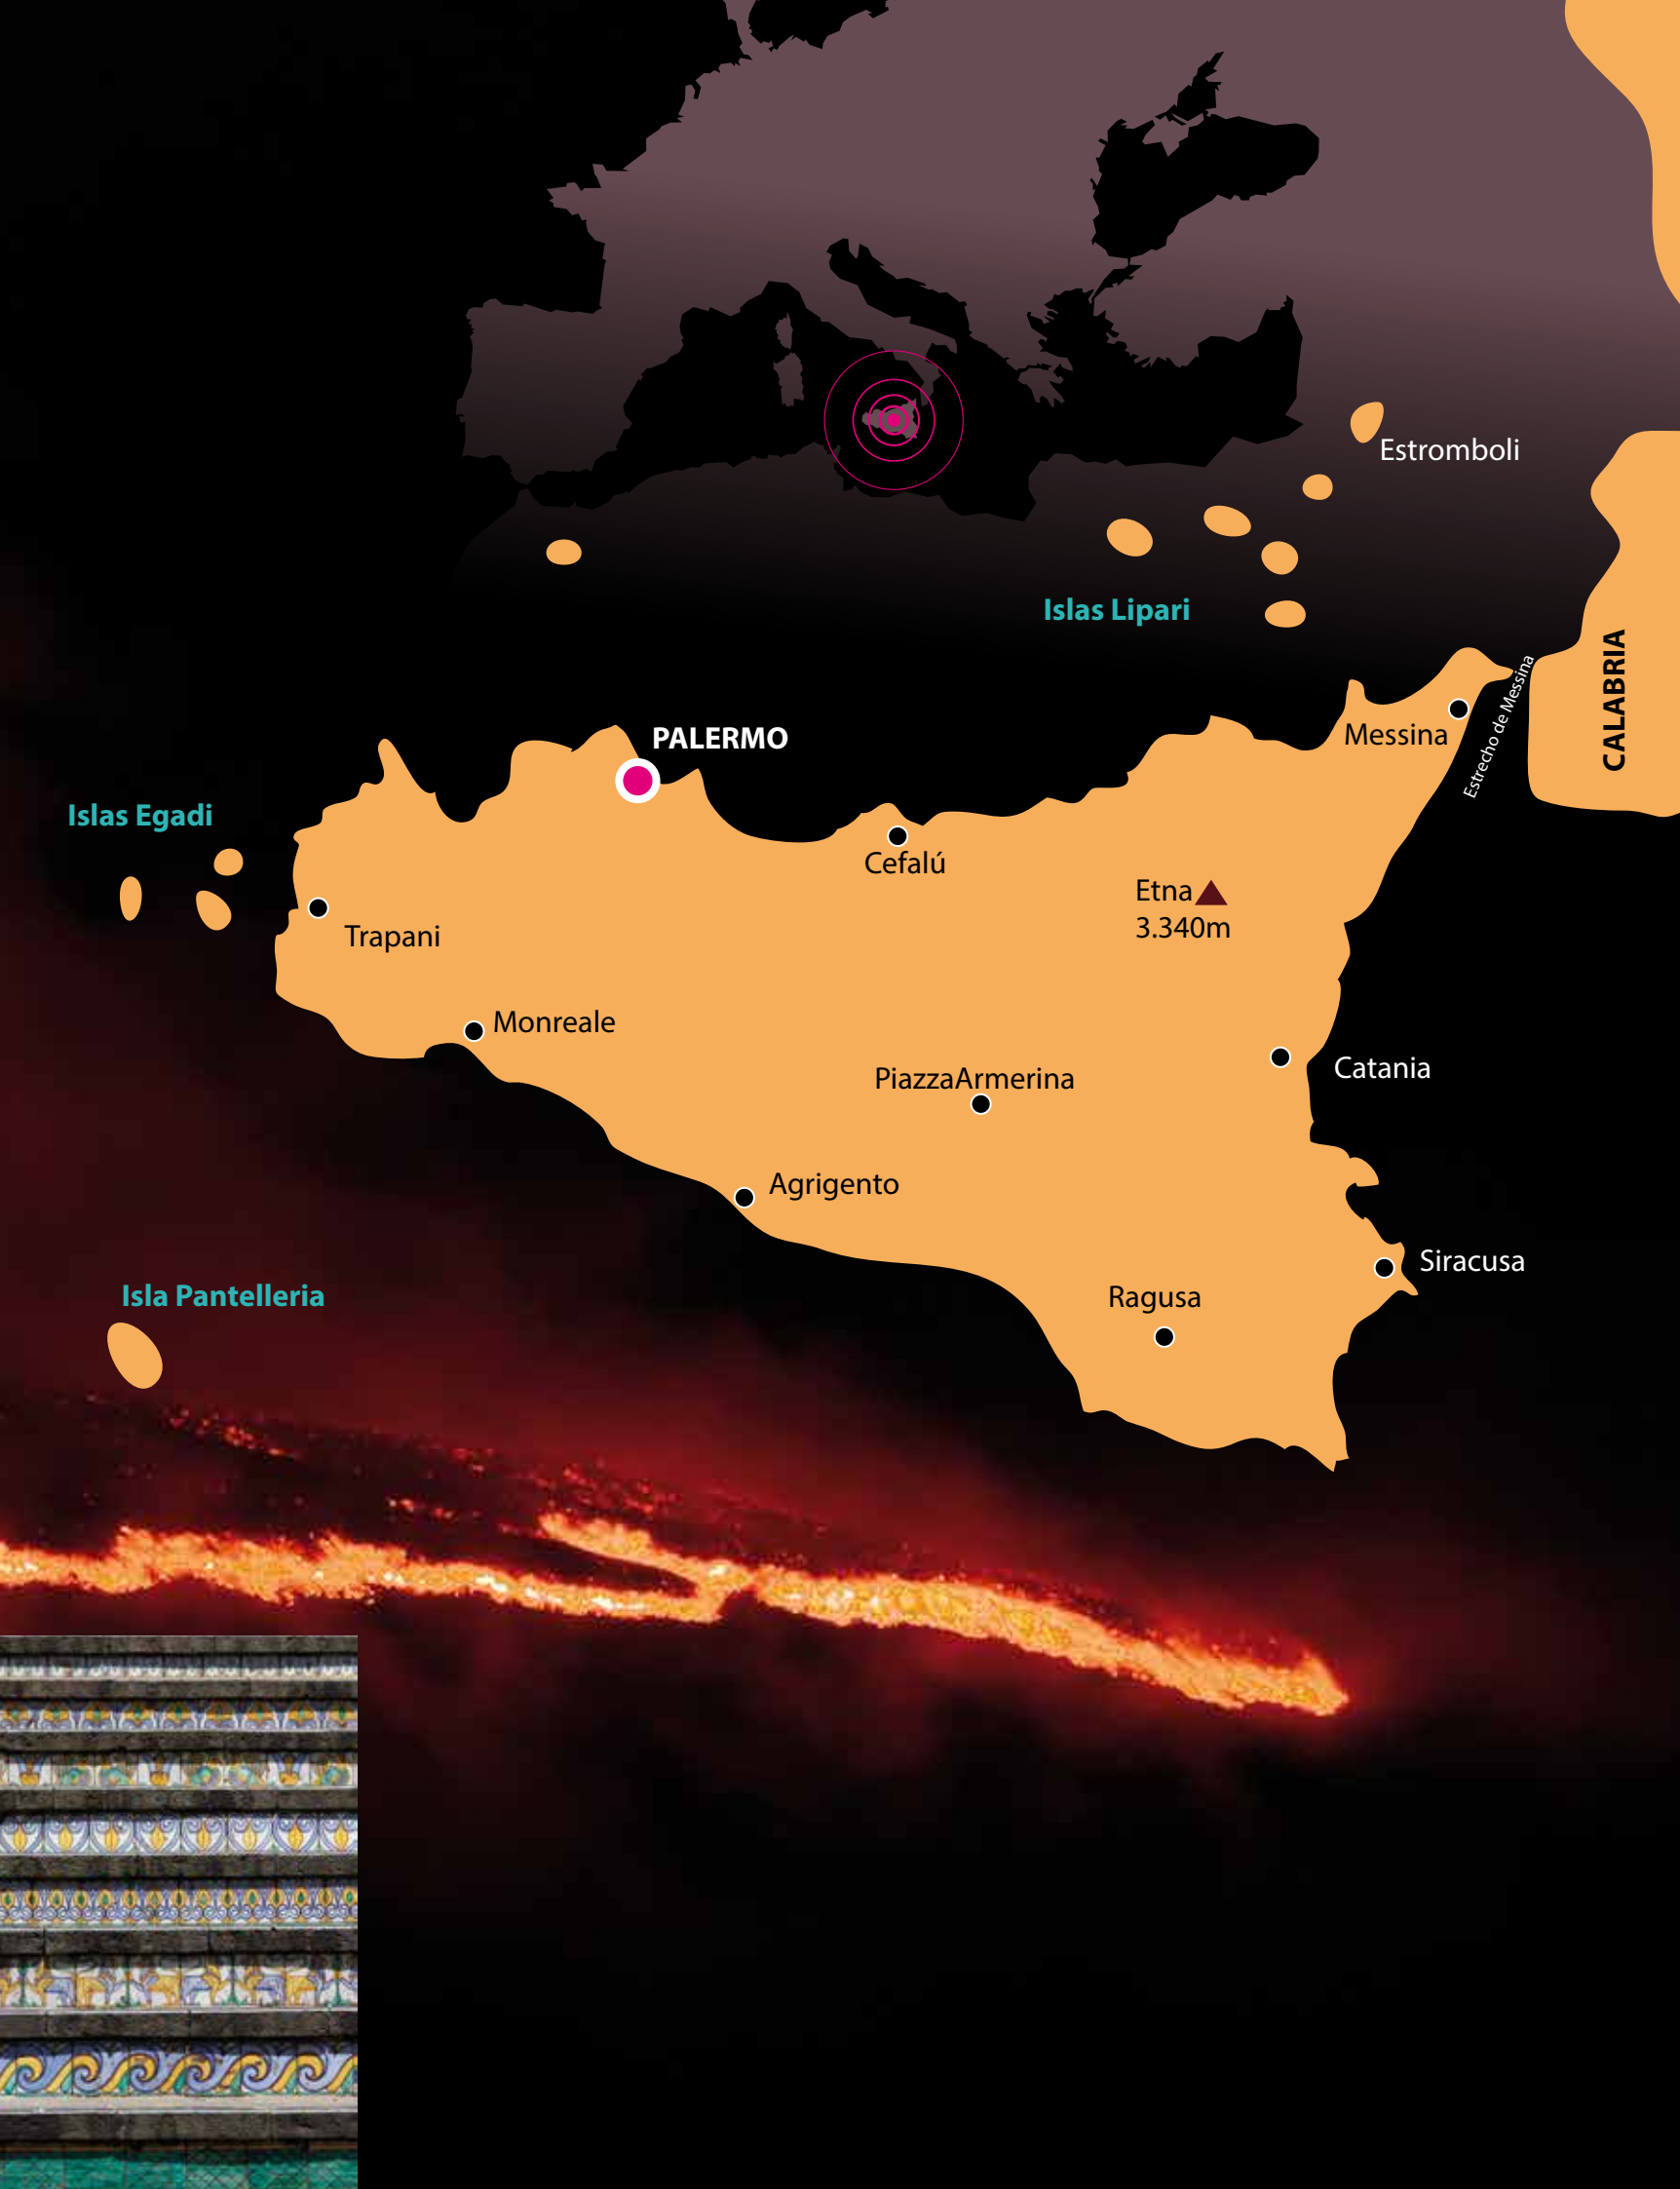 Estromboli
Islas Lipari
CALABRIA
Estrecho de Messina
Messina
PALERMO
Islas Egadi
Cefalú
Etna
3.340m
Trapani
Monreale
Catania
PiazzaArmerina
Agrigento
Siracusa
Isla Pantelleria
Ragusa